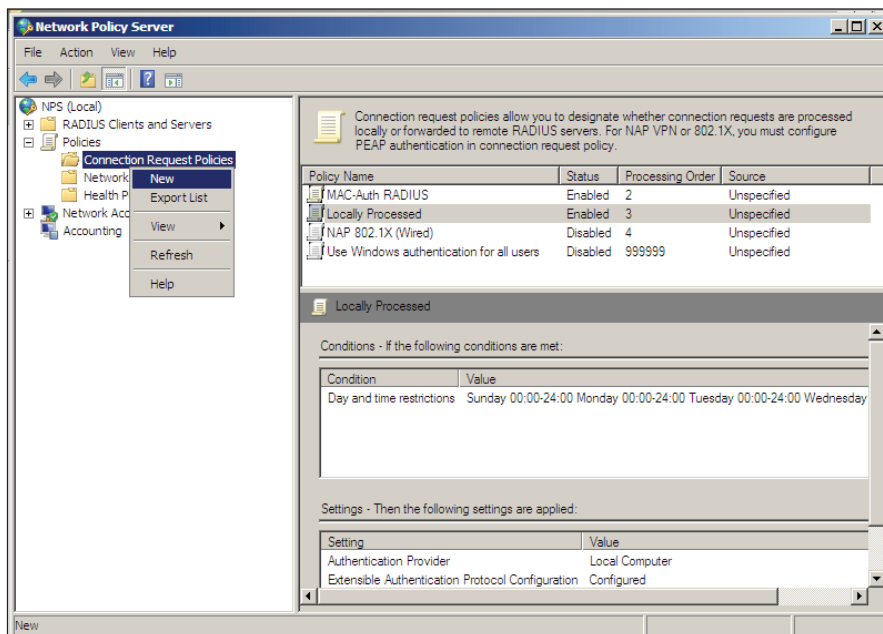 Network Policy Server
File Action View Help
NPS (Local)
RADIUS Clients and Servers
Policies
Connection Request Policies
Network
Health P
Network Acc
Accounting
New
Export List
View
Refresh
Help
Connection request policies allow you to designate whether connection requests are processed
locally or forwarded to remote RADIUS servers. For NAP VPN or 802.1X, you must configure
PEAP authentication in connection request policy.
Policy Name Status Processing Order Source
MAC-Auth RADIUS Enabled 2 Unspecified
Locally Processed Enabled 3 Unspecified
NAP 802.1X (Wired) Disabled 4 Unspecified
Use Windows authentication for all users Disabled 999999 Unspecified
Locally Processed
Conditions - If the following conditions are met:
Condition Value
Day and time restrictions Sunday 00:00-24:00 Monday 00:00-24:00 Tuesday 00:00-24:00 Wednesday
Settings - Then the following settings are applied:
Setting Value
Authentication Provider Local Computer
Extensible Authentication Protocol Configuration Configured
New